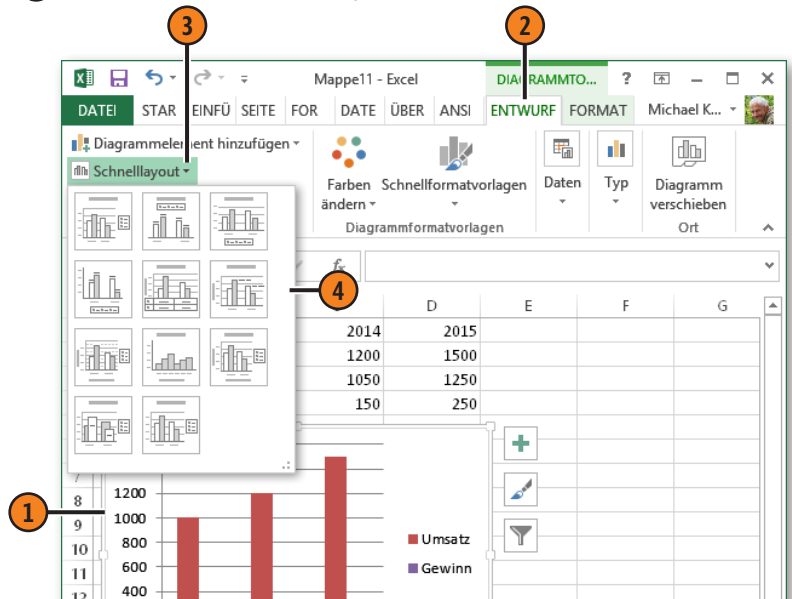 3
2
Mappe11 - Excel
DIAGRAMMTO...
?
DATEI STAR EINFÜ SEITE FOR DATE ÜBER ANSI ENTWURF FORMAT Michael K...
Diagrammelement hinzufügen
Schnelllayout
Farben ändern
Schnellformatvorlagen
Daten
Typ
Diagramm
verschieben
Diagrammformatvorlagen
Ort
fx
4
D E F G
2014 2015
1200 1500
1050 1250
150 250
1
8
9
10
11
12
1200
1000
800
600
400
Umsatz
Gewinn